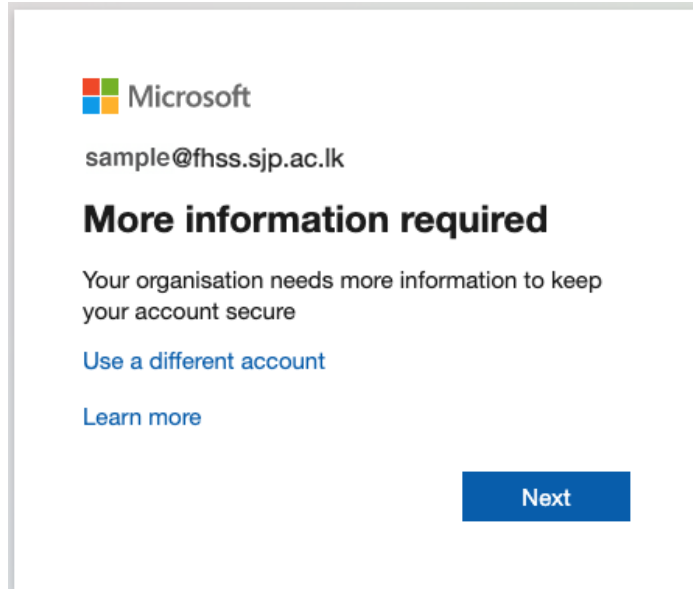 Microsoft
sample@fhss.sjp.ac.lk
More information required
Your organisation needs more information to keep
your account secure
Use a different account
Learn more
Next